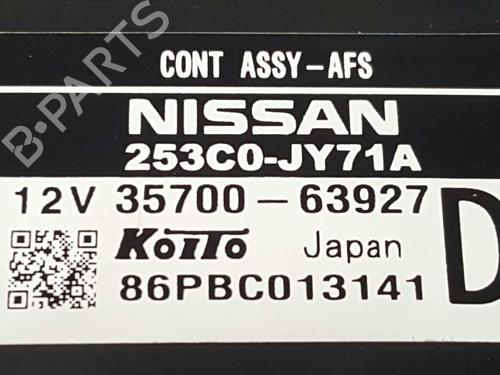 CONT ASSY-AFS
NISSAN
253C0-JY71A
12V 35700-63927
KOITO Japan
86PBC013141
D
B-PARTS